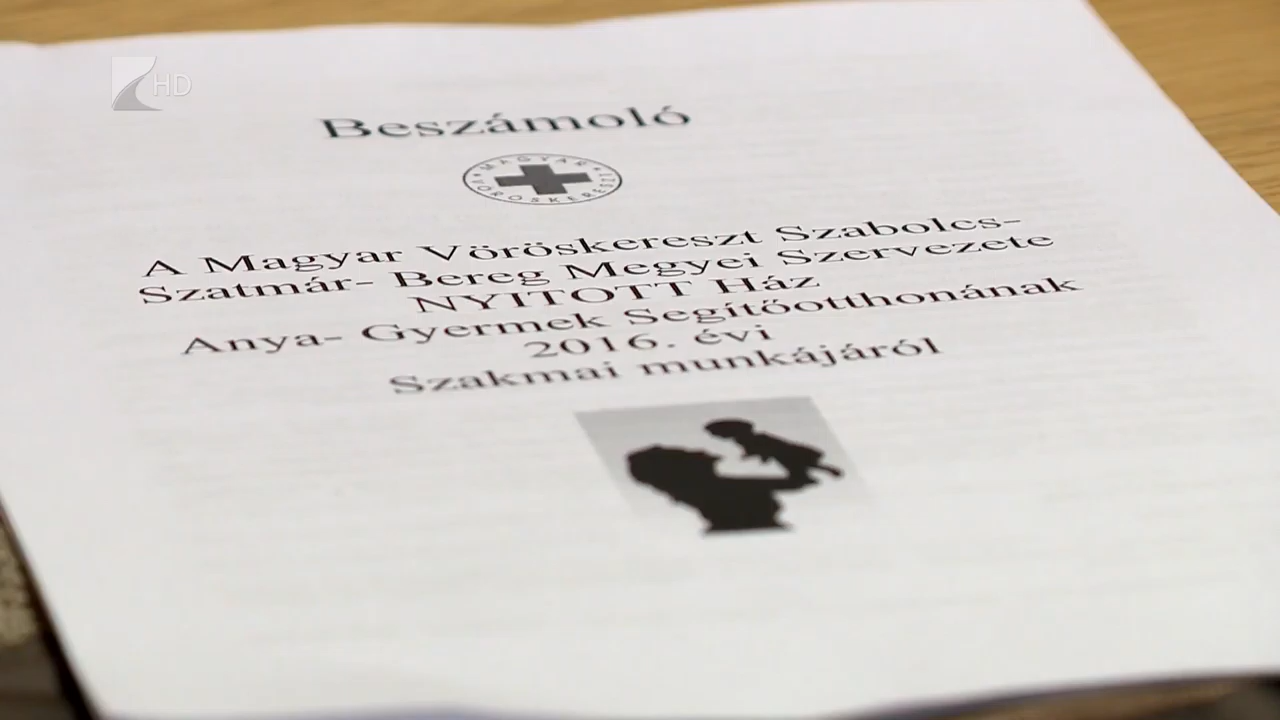 HD
Beszámoló
MAGYAR
VÖRÖSKERESZT
A Magyar Vöröskereszt Szabolcs-
Szatmár- Bereg Megyei Szervezete
NYITOTT Ház
Anya- Gyermek Segítőotthonának
2016. évi
Szakmai munkájáról